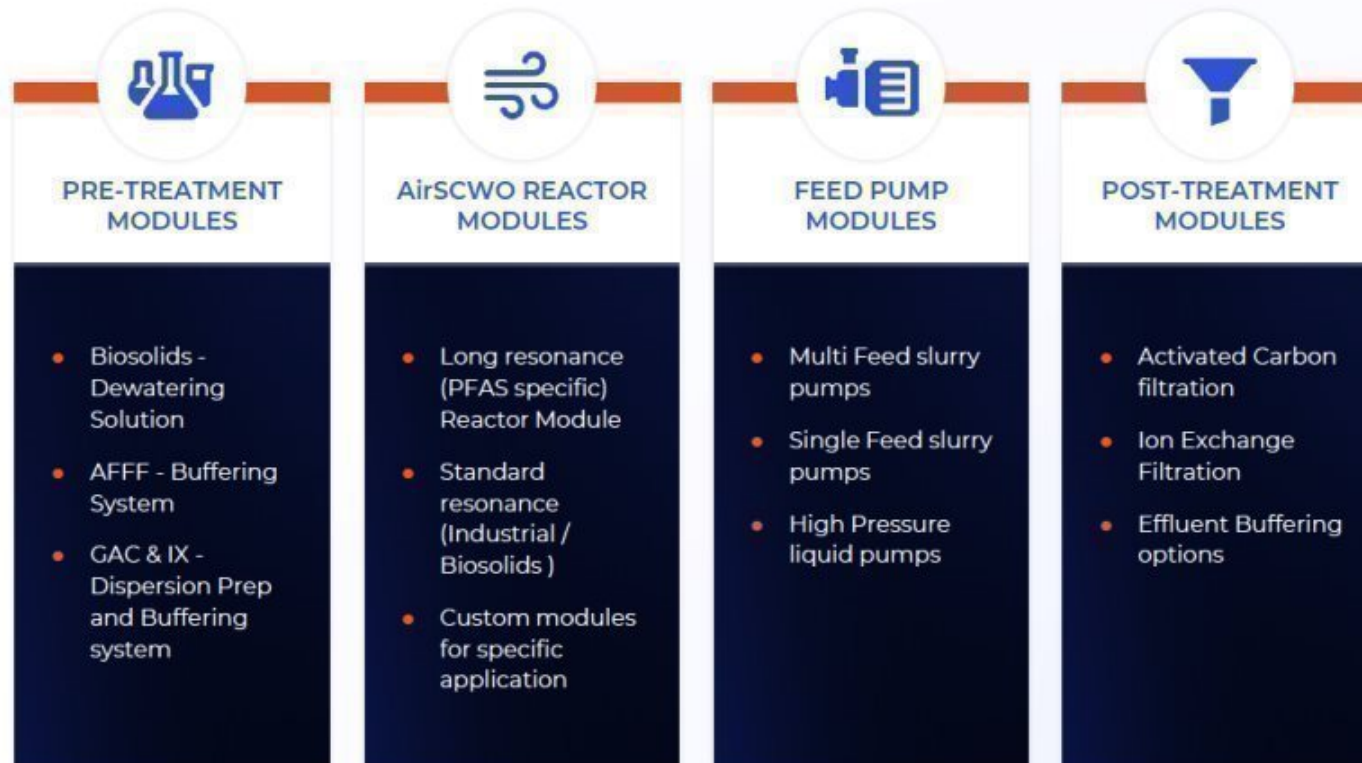 PRE-TREATMENT
MODULES
• Biosolids -
Dewatering
Solution
• AFFF - Buffering
System
• GAC & IX -
Dispersion Prep
and Buffering
system
AirSCWO REACTOR
MODULES
• Long resonance
(PFAS specific)
Reactor Module
• Standard
resonance
(Industrial /
Biosolids )
• Custom modules
for specific
application
FEED PUMP
MODULES
• Multi Feed slurry
pumps
• Single Feed slurry
pumps
• High Pressure
liquid pumps
POST-TREATMENT
MODULES
• Activated Carbon
filtration
• Ion Exchange
Filtration
• Effluent Buffering
options